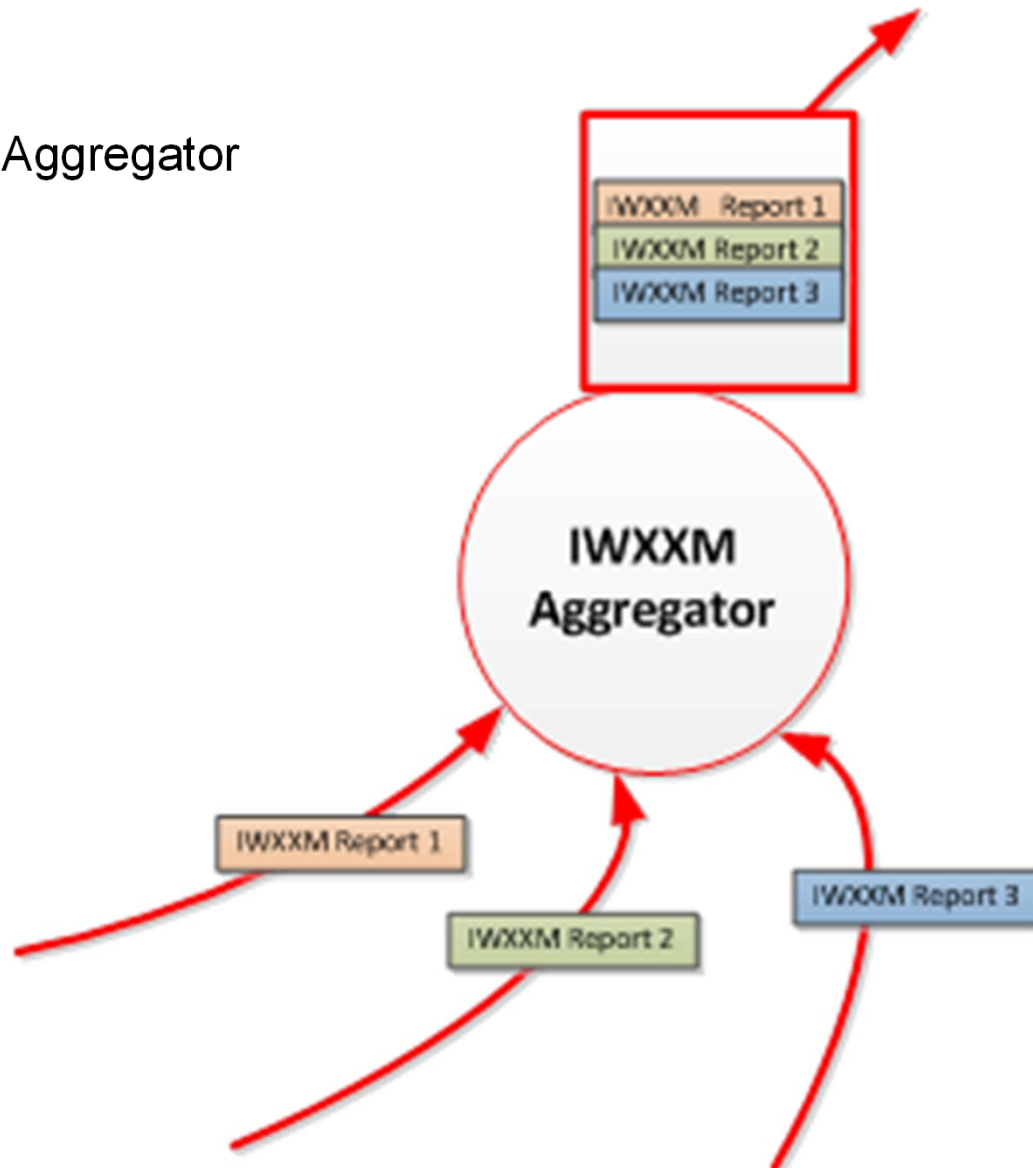 Aggregator
IWXXM Report 1
IWXXM Report 2
IWXXM Report 3
IWXXM
Aggregator
IWXXM Report 1
IWXXM Report 2
IWXXM Report 3